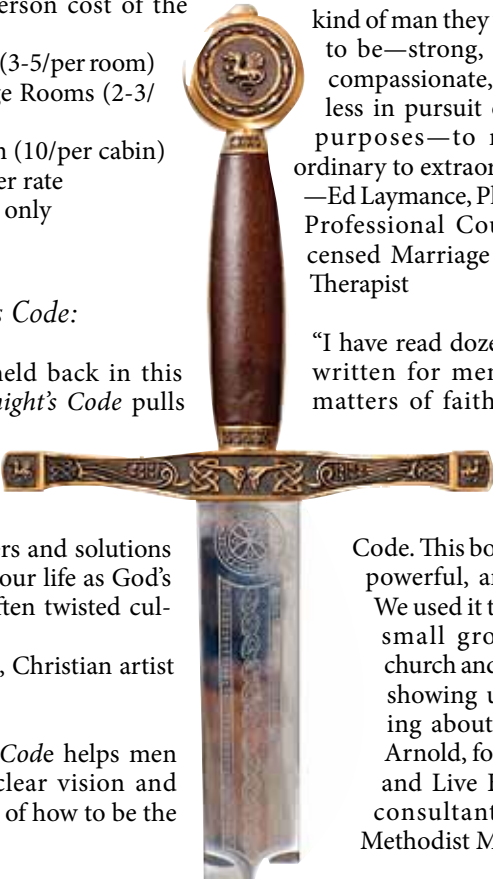 erson cost of the
(3-5/per room)
ge Rooms (2-3/
n (10/per cabin)
er rate
only
s Code:
held back in this
night's Code pulls
ers and solutions
our life as God's
ften twisted cul-
, Christian artist
Code helps men
clear vision and
of how to be the
kind of man they
to be—strong,
compassionate,
less in pursuit
purposes—to
ordinary to extraor
—Ed Laymance, Ph
Professional Cou
censed Marriage
Therapist
"I have read doze
written for men
matters of faith
Code. This bo
powerful, an
We used it t
small gro
church and
showing u
ing about
Arnold, fo
and Live
consultant
Methodist M